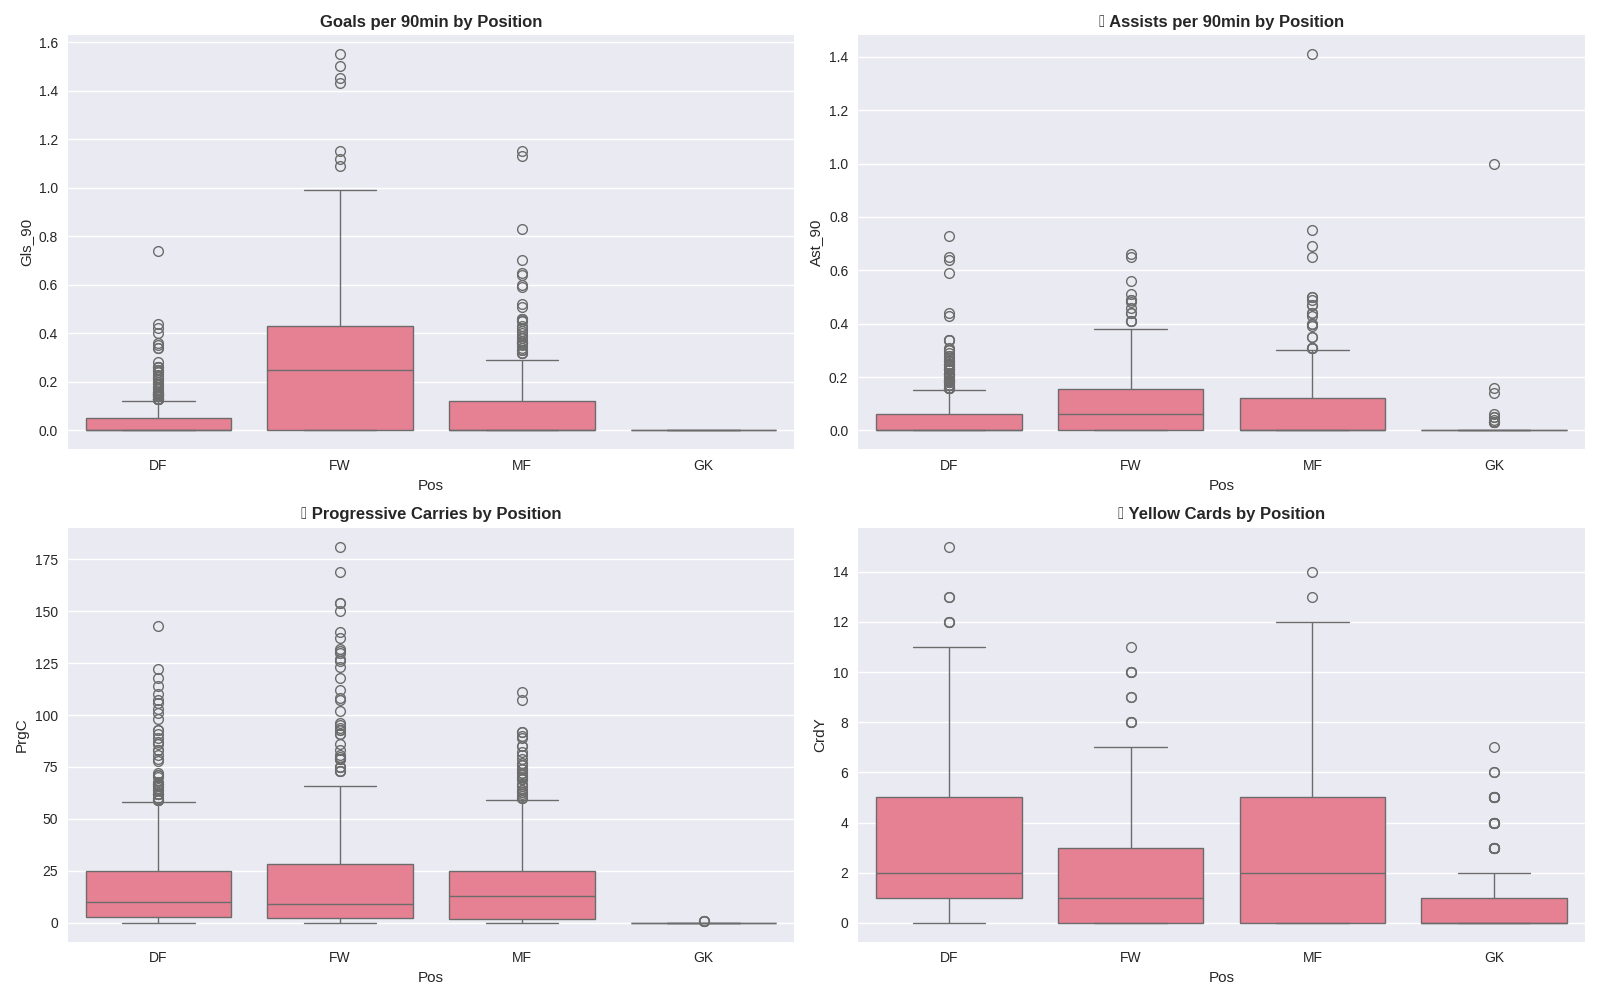 Goals per 90min by Position
1.6
1.4
1.2
1.0
0.8
0.6
0.4
0.2
0.0
Gls_90
DF FW MF GK
Pos
Assists per 90min by Position
1.4
1.2
1.0
0.8
0.6
0.4
0.2
0.0
Ast_90
DF FW MF GK
Pos
Progressive Carries by Position
175
150
125
100
75
50
25
0
PrgC
DF FW MF GK
Pos
Yellow Cards by Position
14
12
10
8
6
4
2
0
CrdY
DF FW MF GK
Pos